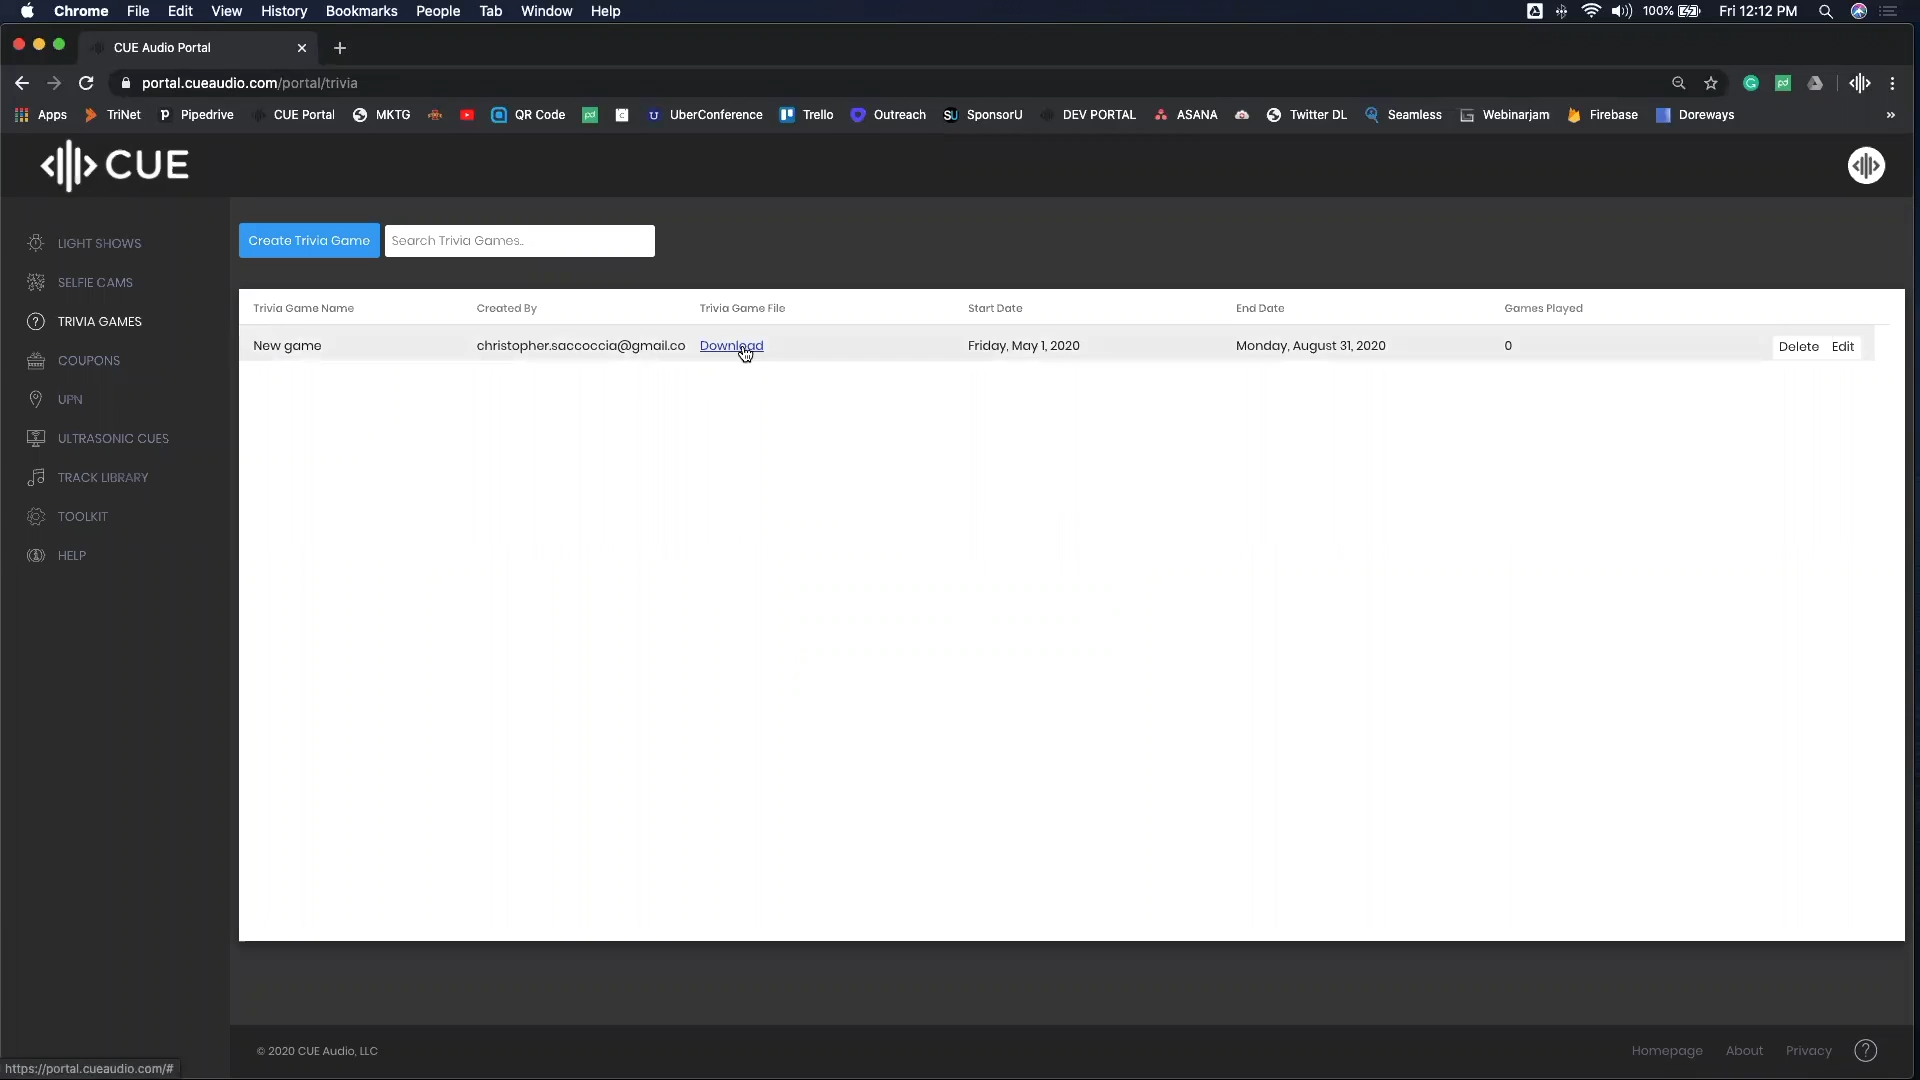 Chrome File Edit View History Bookmarks People Tab Window Help 100% Fri 12:12 PM
CUE Audio Portal
portal.cueaudio.com/portal/trivia
Apps TriNet Pipedrive CUE Portal MKTG QR Code UberConference Trello Outreach SponsorU DEV PORTAL ASANA Twitter DL Seamless Webinarjam Firebase Doreways »
CUE
LIGHT SHOWS
SELFIE CAMS
TRIVIA GAMES
COUPONS
UPN
ULTRASONIC CUES
TRACK LIBRARY
TOOLKIT
HELP
Create Trivia Game Search Trivia Games..
Trivia Game Name Created By Trivia Game File Start Date End Date Games Played
New game christopher.saccoccia@gmail.co Download Friday, May 1, 2020 Monday, August 31, 2020 0 Delete Edit
© 2020 CUE Audio, LLC Homepage About Privacy ?
https://portal.cueaudio.com/#